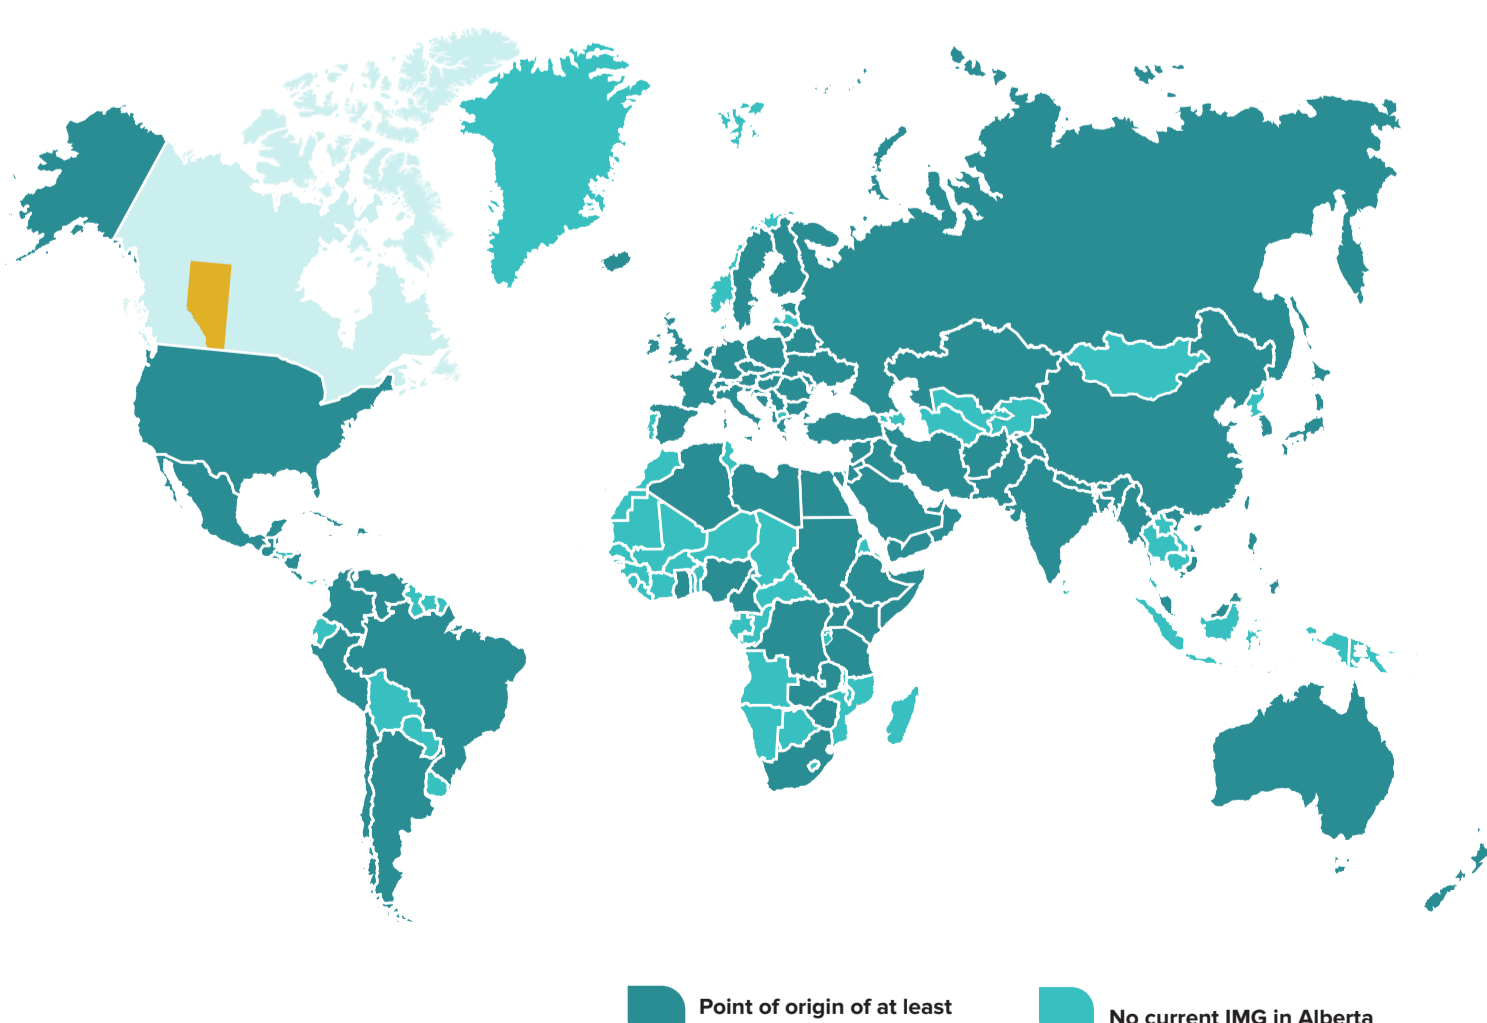 Point of origin of at least
No current IMG in Alberta